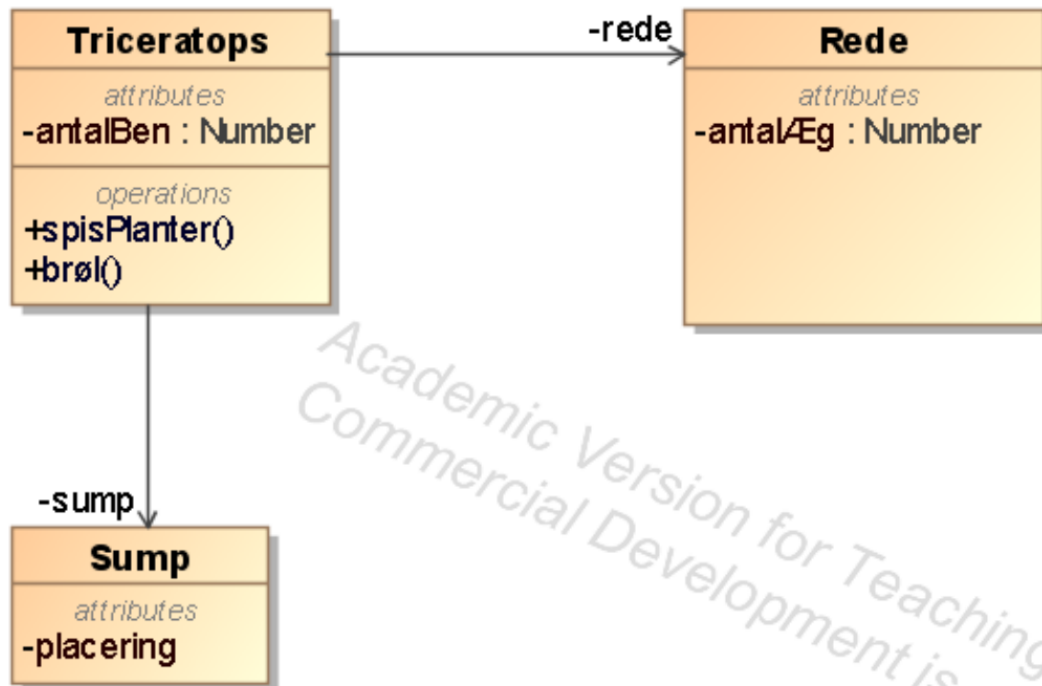 Triceratops
attributes
-antalBen : Number
operations
+spisPlanter()
+brøl()
-rede
Rede
attributes
-antalÆg : Number
-sump
Sump
attributes
-placering
Academic Version for Teaching
Commercial Development is